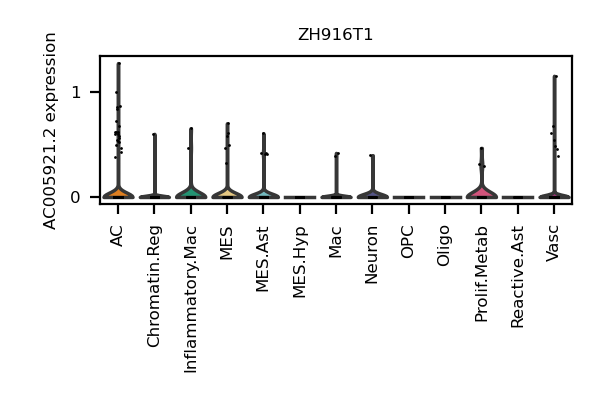 ZH916T1
AC005921.2 expression
1
0
AC
Chromatin.Reg
Inflammatory.Mac
MES
MES.Ast
MES.Hyp
Mac
Neuron
OPC
Oligo
Prolif.Metab
Reactive.Ast
Vasc